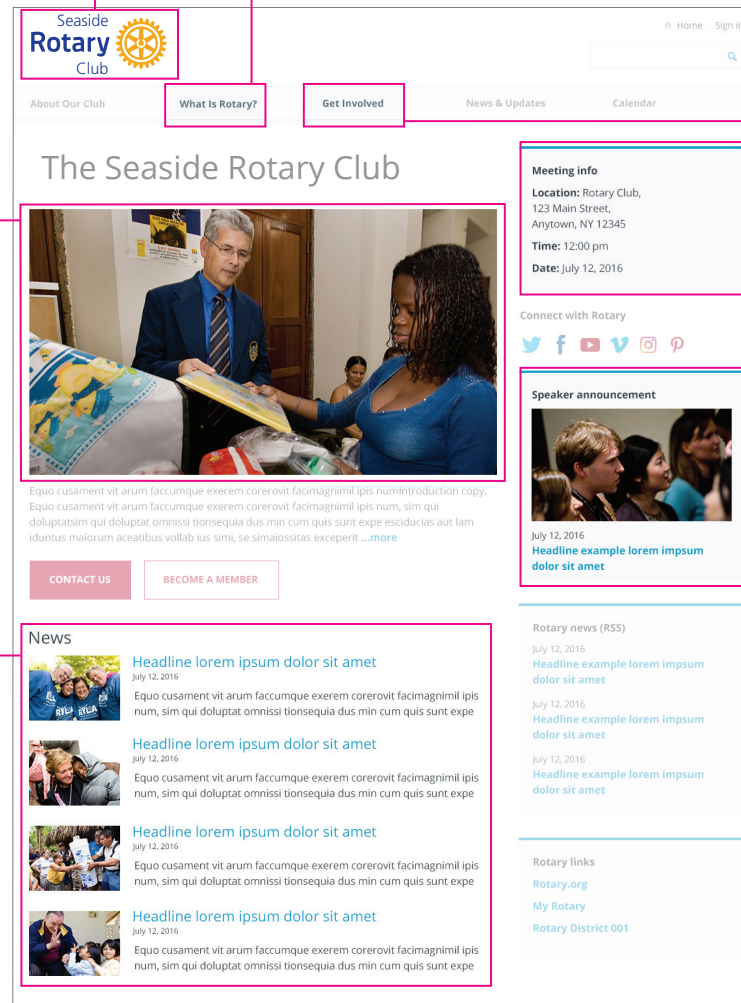 Seaside
Rotary
Club
Home
Sign in
About Our Club
What Is Rotary?
Get Involved
News & Updates
Calendar
The Seaside Rotary Club
Equo cusament vit arum faccumque exerem corerovit facimagnimil ipis numIntroduction copy.
Equo cusament vit arum faccumque exerem corerovit facimagnimil ipis num, sim qui
doluptatsim qui doluptat omnissi tionsequia dus min cum quis sunt expe esciducias aut lam
iduntus maiorum aceatibus vollab ius simi, se simaiossitas exceperit ...more
CONTACT US
BECOME A MEMBER
News
Headline lorem ipsum dolor sit amet
July 12, 2016
Equo cusament vit arum faccumque exerem corerovit facimagnimil ipis
num, sim qui doluptat omnissi tionsequia dus min cum quis sunt expe
Headline lorem ipsum dolor sit amet
July 12, 2016
Equo cusament vit arum faccumque exerem corerovit facimagnimil ipis
num, sim qui doluptat omnissi tionsequia dus min cum quis sunt expe
Headline lorem ipsum dolor sit amet
July 12, 2016
Equo cusament vit arum faccumque exerem corerovit facimagnimil ipis
num, sim qui doluptat omnissi tionsequia dus min cum quis sunt expe
Headline lorem ipsum dolor sit amet
July 12, 2016
Equo cusament vit arum faccumque exerem corerovit facimagnimil ipis
num, sim qui doluptat omnissi tionsequia dus min cum quis sunt expe
Meeting info
Location: Rotary Club,
123 Main Street,
Anytown, NY 12345
Time: 12:00 pm
Date: July 12, 2016
Connect with Rotary
Speaker announcement
July 12, 2016
Headline example lorem impsum
dolor sit amet
Rotary news (RSS)
July 12, 2016
Headline example lorem impsum
dolor sit amet
July 12, 2016
Headline example lorem impsum
dolor sit amet
July 12, 2016
Headline example lorem impsum
dolor sit amet
Rotary links
Rotary.org
My Rotary
Rotary District 001